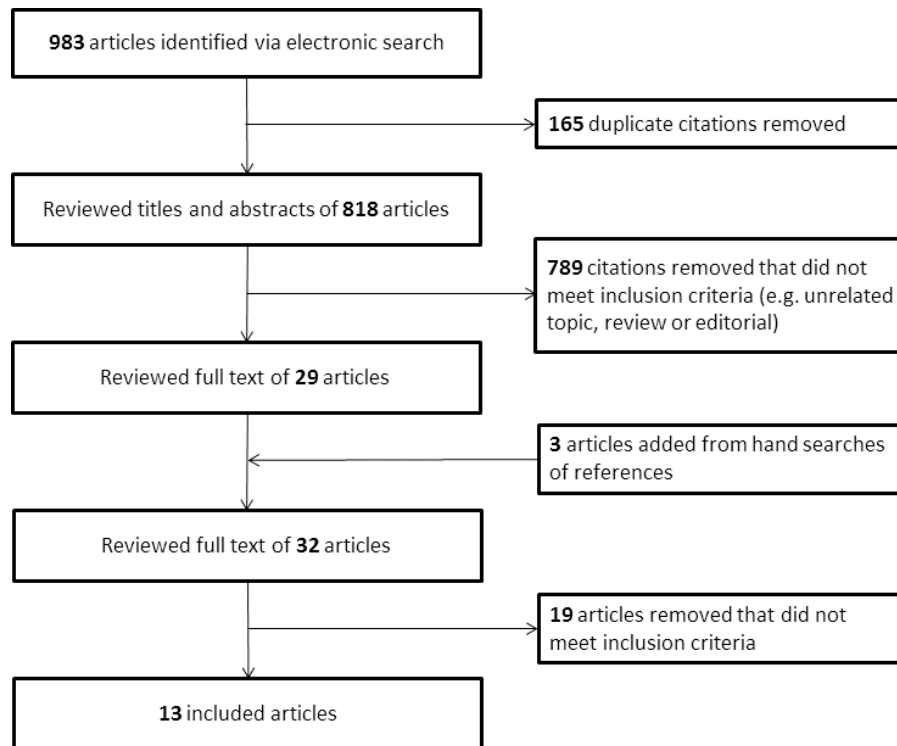 983 articles identified via electronic search
165 duplicate citations removed
Reviewed titles and abstracts of 818 articles
789 citations removed that did not
meet inclusion criteria (e.g. unrelated
topic, review or editorial)
Reviewed full text of 29 articles
3 articles added from hand searches
of references
Reviewed full text of 32 articles
19 articles removed that did not
meet inclusion criteria
13 included articles